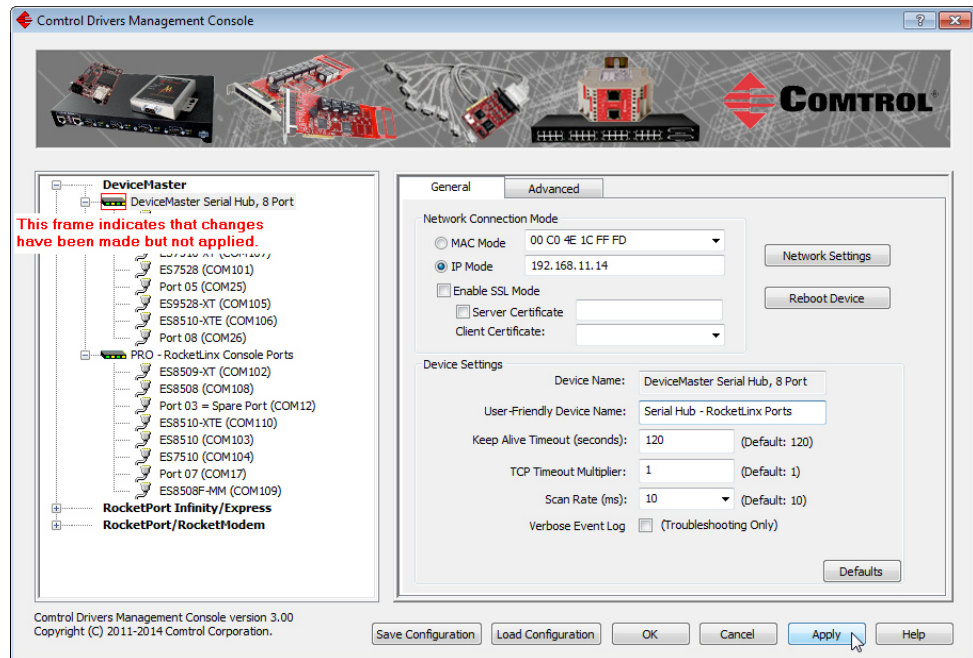 Comtrol Drivers Management Console
COMTROL
DeviceMaster
DeviceMaster Serial Hub, 8 Port
This frame indicates that changes
have been made but not applied.
ES7528 (COM101)
Port 05 (COM25)
ES9528-XT (COM105)
ES8510-XTE (COM106)
Port 08 (COM26)
PRO - RocketLinx Console Ports
ES8509-XT (COM102)
ES8508 (COM108)
Port 03 = Spare Port (COM12)
ES8510-XTE (COM110)
ES8510 (COM103)
ES7510 (COM104)
Port 07 (COM17)
ES8508F-MM (COM109)
RocketPort Infinity/Express
RocketPort/RocketModem
General Advanced
Network Connection Mode
MAC Mode 00 C0 4E 1C FF FD
IP Mode 192.168.11.14
Enable SSL Mode
Server Certificate
Client Certificate:
Network Settings
Reboot Device
Device Settings
Device Name: DeviceMaster Serial Hub, 8 Port
User-Friendly Device Name: Serial Hub - RocketLinx Ports
Keep Alive Timeout (seconds): 120 (Default: 120)
TCP Timeout Multiplier: 1 (Default: 1)
Scan Rate (ms): 10 (Default: 10)
Verbose Event Log (Troubleshooting Only)
Defaults
Comtrol Drivers Management Console version 3.00
Copyright (C) 2011-2014 Comtrol Corporation.
Save Configuration Load Configuration OK Cancel Apply Help